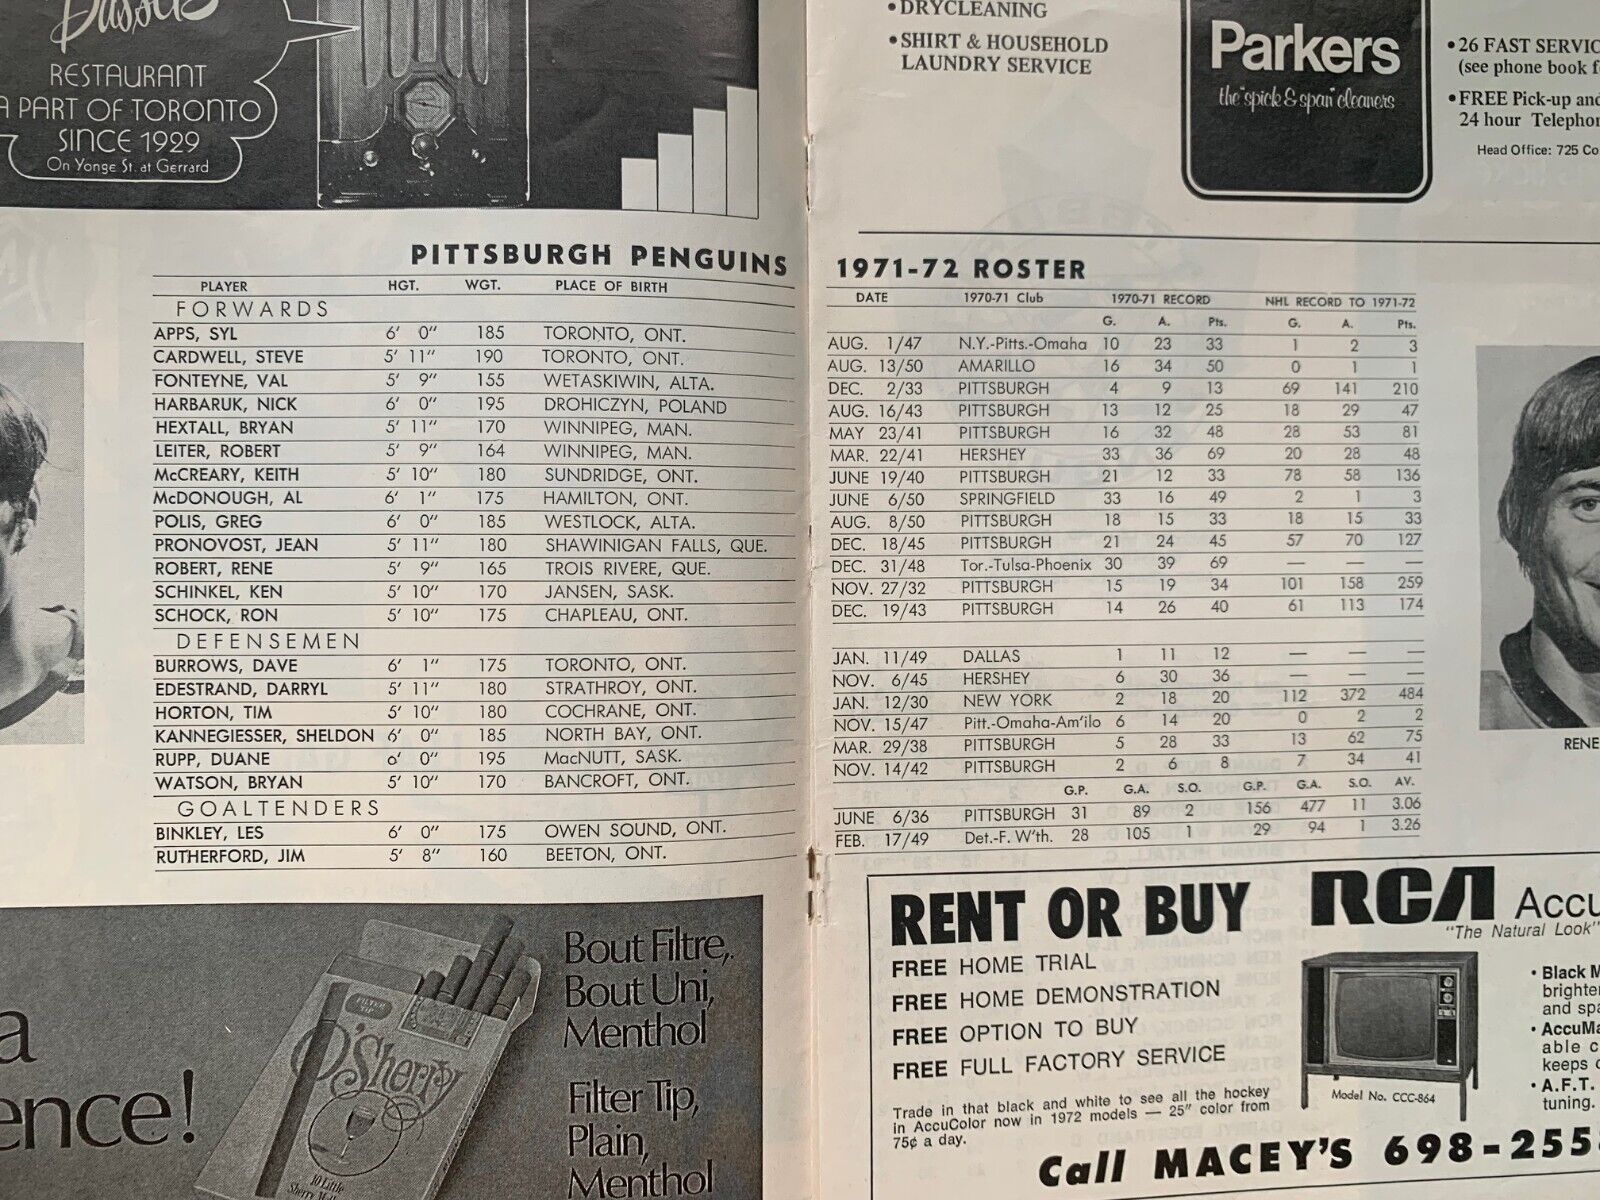 RESTAURANT
A PART OF TORONTO
SINCE 1929
On Yonge St. at Gerrard
• DRYCLEANING
• SHIRT & HOUSEHOLD
LAUNDRY SERVICE
Parkers
the "spick & span" cleaners
• 26 FAST SERVIC
(see phone book f
• FREE Pick-up and
24 hour Telephon
Head Office: 725 Co
PITTSBURGH PENGUINS 1971-72 ROSTER
PLAYER HGT. WGT. PLACE OF BIRTH DATE 1970-71 Club 1970-71 RECORD NHL RECORD TO 1971-72
FORWARDS G. A. Pts. G. A. Pts.
APPS, SYL 6' 0" 185 TORONTO, ONT. AUG. 1/47 N.Y.-Pitts.-Omaha 10 23 33 1 2 3
CARDWELL, STEVE 5' 11" 190 TORONTO, ONT. AUG. 13/50 AMARILLO 16 34 50 0 1 1
FONTEYNE, VAL 5' 9" 155 WETASKIWIN, ALTA. DEC. 2/33 PITTSBURGH 4 9 13 69 141 210
HARBARUK, NICK 6' 0" 195 DROHICZYN, POLAND AUG. 16/43 PITTSBURGH 13 12 25 18 29 47
HEXTALL, BRYAN 5' 11" 170 WINNIPEG, MAN. MAY 23/41 PITTSBURGH 16 32 48 28 53 81
LEITER, ROBERT 5' 9" 164 WINNIPEG, MAN. MAR. 22/41 HERSHEY 33 36 69 20 28 48
McCREARY, KEITH 5' 10" 180 SUNDRIDGE, ONT. JUNE 19/40 PITTSBURGH 21 12 33 78 58 136
McDONOUGH, AL 6' 1" 175 HAMILTON, ONT. JUNE 6/50 SPRINGFIELD 33 16 49 2 1 3
POLIS, GREG 6' 0" 185 WESTLOCK, ALTA. AUG. 8/50 PITTSBURGH 18 15 33 18 15 33
PRONOVOST, JEAN 5' 11" 180 SHAWINIGAN FALLS, QUE. DEC. 18/45 PITTSBURGH 21 24 45 57 70 127
ROBERT, RENE 5' 9" 165 TROIS RIVERE, QUE. DEC. 31/48 Tor.-Tulsa-Phoenix 30 39 69 — — —
SCHINKEL, KEN 5' 10" 170 JANSEN, SASK. NOV. 27/32 PITTSBURGH 15 19 34 101 158 259
SCHOCK, RON 5' 10" 175 CHAPLEAU, ONT. DEC. 19/43 PITTSBURGH 14 26 40 61 113 174
DEFENSEMEN
BURROWS, DAVE 6' 1" 175 TORONTO, ONT. JAN. 11/49 DALLAS 1 11 12 — — —
EDESTRAND, DARRYL 5' 11" 180 STRATHROY, ONT. NOV. 6/45 HERSHEY 6 30 36 — — —
HORTON, TIM 5' 10" 180 COCHRANE, ONT. JAN. 12/30 NEW YORK 2 18 20 112 372 484
KANNEGIESSER, SHELDON 6' 0" 185 NORTH BAY, ONT. NOV. 15/47 Pitt.-Omaha-Am'ilo 6 14 20 0 2 2
RUPP, DUANE 6' 0" 195 MacNUTT, SASK. MAR. 29/38 PITTSBURGH 5 28 33 13 62 75
WATSON, BRYAN 5' 10" 170 BANCROFT, ONT. NOV. 14/42 PITTSBURGH 2 6 8 7 34 41
GOALTENDERS G.P. G.A. S.O. G.P. G.A. S.O. AV.
BINKLEY, LES 6' 0" 175 OWEN SOUND, ONT. JUNE 6/36 PITTSBURGH 31 89 2 156 477 11 3.06
RUTHERFORD, JIM 5' 8" 160 BEETON, ONT. FEB. 17/49 Det.-F. W'th. 28 105 1 29 94 1 3.26
RENE
a
ence!
FILTER TIP
O'Sherry
10 Little
Bout Filtre,
Bout Uni,
Menthol
Filter Tip,
Plain,
Menthol
RENT OR BUY RCA Accu
"The Natural Look"
FREE HOME TRIAL
FREE HOME DEMONSTRATION
FREE OPTION TO BUY
FREE FULL FACTORY SERVICE
Trade in that black and white to see all the hockey
in AccuColor now in 1972 models — 25" color from
75¢ a day.
Model No. CCC-864
• Black M
brighter
and spa
• AccuMa
able c
keeps c
• A.F.T.
tuning.
Call MACEY'S 698-255